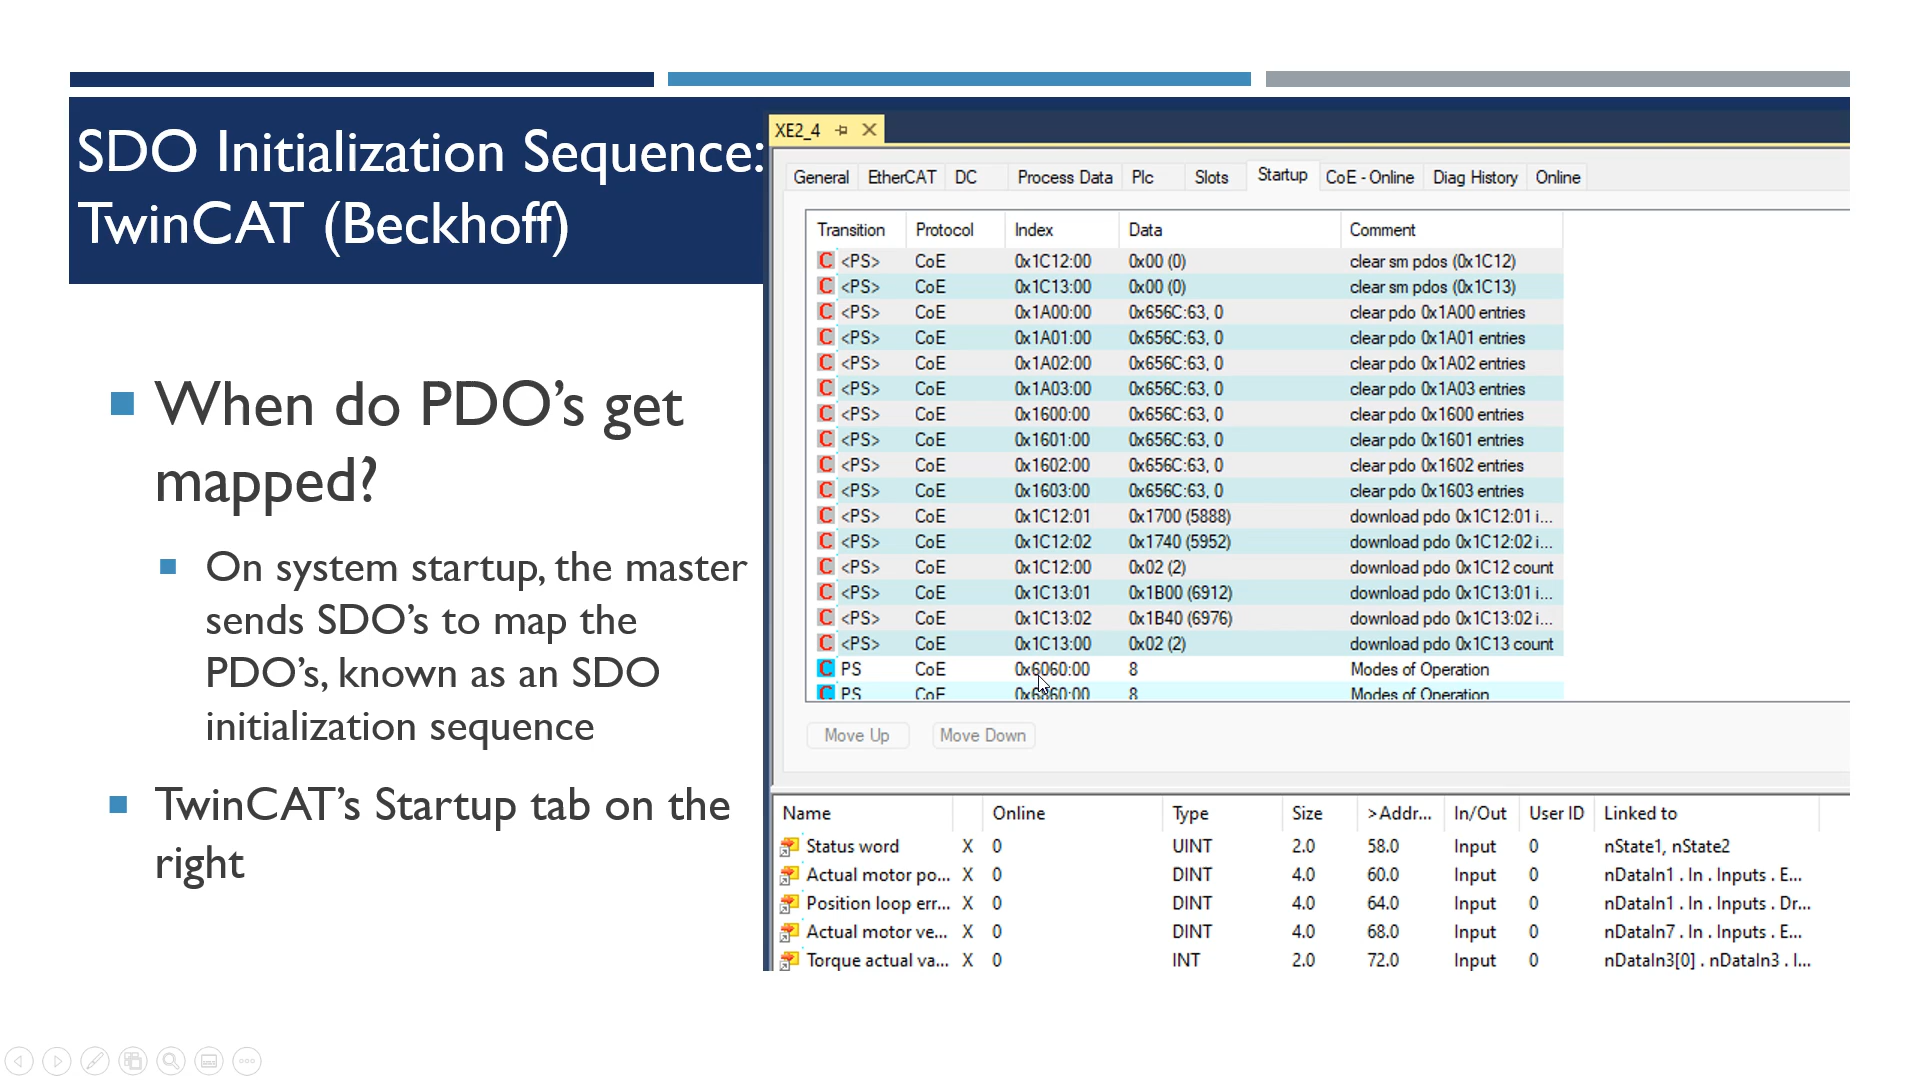 SDO Initialization Sequence:
TwinCAT (Beckhoff)
When do PDO's get
mapped?
On system startup, the master
sends SDO's to map the
PDO's, known as an SDO
initialization sequence
TwinCAT's Startup tab on the
right
XE2_4
General EtherCAT DC Process Data Plc Slots Startup CoE - Online Diag History Online
Transition Protocol Index Data Comment
C <PS> CoE 0x1C12:00 0x00 (0) clear sm pdos (0x1C12)
C <PS> CoE 0x1C13:00 0x00 (0) clear sm pdos (0x1C13)
C <PS> CoE 0x1A00:00 0x656C:63, 0 clear pdo 0x1A00 entries
C <PS> CoE 0x1A01:00 0x656C:63, 0 clear pdo 0x1A01 entries
C <PS> CoE 0x1A02:00 0x656C:63, 0 clear pdo 0x1A02 entries
C <PS> CoE 0x1A03:00 0x656C:63, 0 clear pdo 0x1A03 entries
C <PS> CoE 0x1600:00 0x656C:63, 0 clear pdo 0x1600 entries
C <PS> CoE 0x1601:00 0x656C:63, 0 clear pdo 0x1601 entries
C <PS> CoE 0x1602:00 0x656C:63, 0 clear pdo 0x1602 entries
C <PS> CoE 0x1603:00 0x656C:63, 0 clear pdo 0x1603 entries
C <PS> CoE 0x1C12:01 0x1700 (5888) download pdo 0x1C12:01 i...
C <PS> CoE 0x1C12:02 0x1740 (5952) download pdo 0x1C12:02 i...
C <PS> CoE 0x1C12:00 0x02 (2) download pdo 0x1C12 count
C <PS> CoE 0x1C13:01 0x1B00 (6912) download pdo 0x1C13:01 i...
C <PS> CoE 0x1C13:02 0x1B40 (6976) download pdo 0x1C13:02 i...
C <PS> CoE 0x1C13:00 0x02 (2) download pdo 0x1C13 count
C PS CoE 0x6060:00 8 Modes of Operation
C PS CoE 0x6860:00 8 Modes of Operation
Move Up Move Down
Name Online Type Size >Addr... In/Out User ID Linked to
Status word X 0 UINT 2.0 58.0 Input 0 nState1, nState2
Actual motor po... X 0 DINT 4.0 60.0 Input 0 nDataIn1 . In . Inputs . E...
Position loop err... X 0 DINT 4.0 64.0 Input 0 nDataIn1 . In . Inputs . Dr...
Actual motor ve... X 0 DINT 4.0 68.0 Input 0 nDataIn7 . In . Inputs . E...
Torque actual va... X 0 INT 2.0 72.0 Input 0 nDataIn3[0] . nDataIn3 . I...